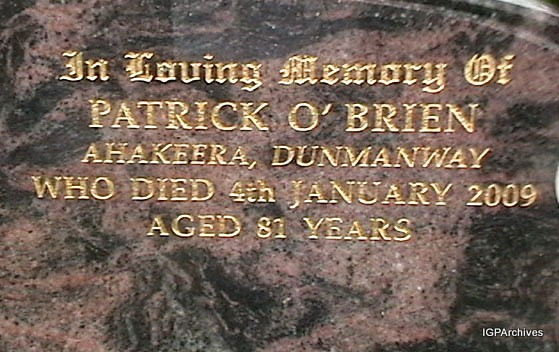 In Loving Memory Of
PATRICK O' BRIEN
AHAKEERA, DUNMANWAY
WHO DIED 4th JANUARY 2009
AGED 81 YEARS
IGPArchives